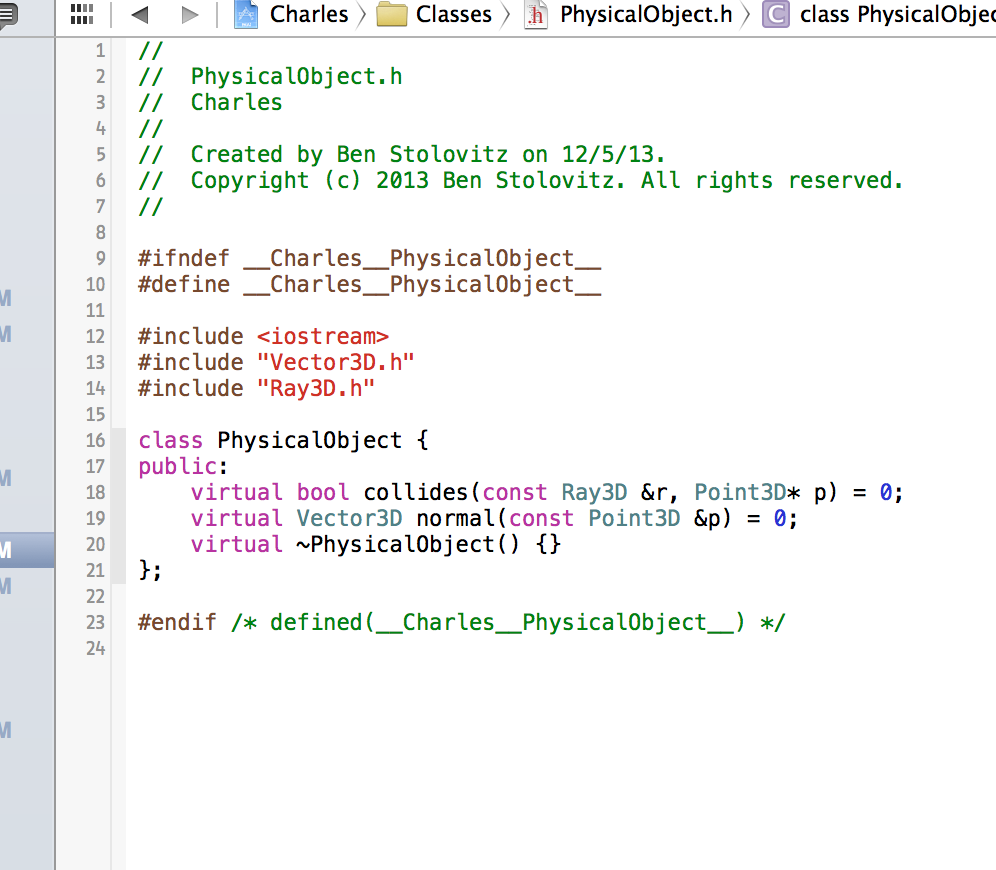 Charles Classes PhysicalObject.h class PhysicalObjec
1 //
2 //  PhysicalObject.h
3 //  Charles
4 //
5 //  Created by Ben Stolovitz on 12/5/13.
6 //  Copyright (c) 2013 Ben Stolovitz. All rights reserved.
7 //
8
9 #ifndef __Charles__PhysicalObject__
10 #define __Charles__PhysicalObject__
11
12 #include <iostream>
13 #include "Vector3D.h"
14 #include "Ray3D.h"
15
16 class PhysicalObject {
17 public:
18     virtual bool collides(const Ray3D &r, Point3D* p) = 0;
19     virtual Vector3D normal(const Point3D &p) = 0;
20     virtual ~PhysicalObject() {}
21 };
22
23 #endif /* defined(__Charles__PhysicalObject__) */
24
M
M
M
M
M
M